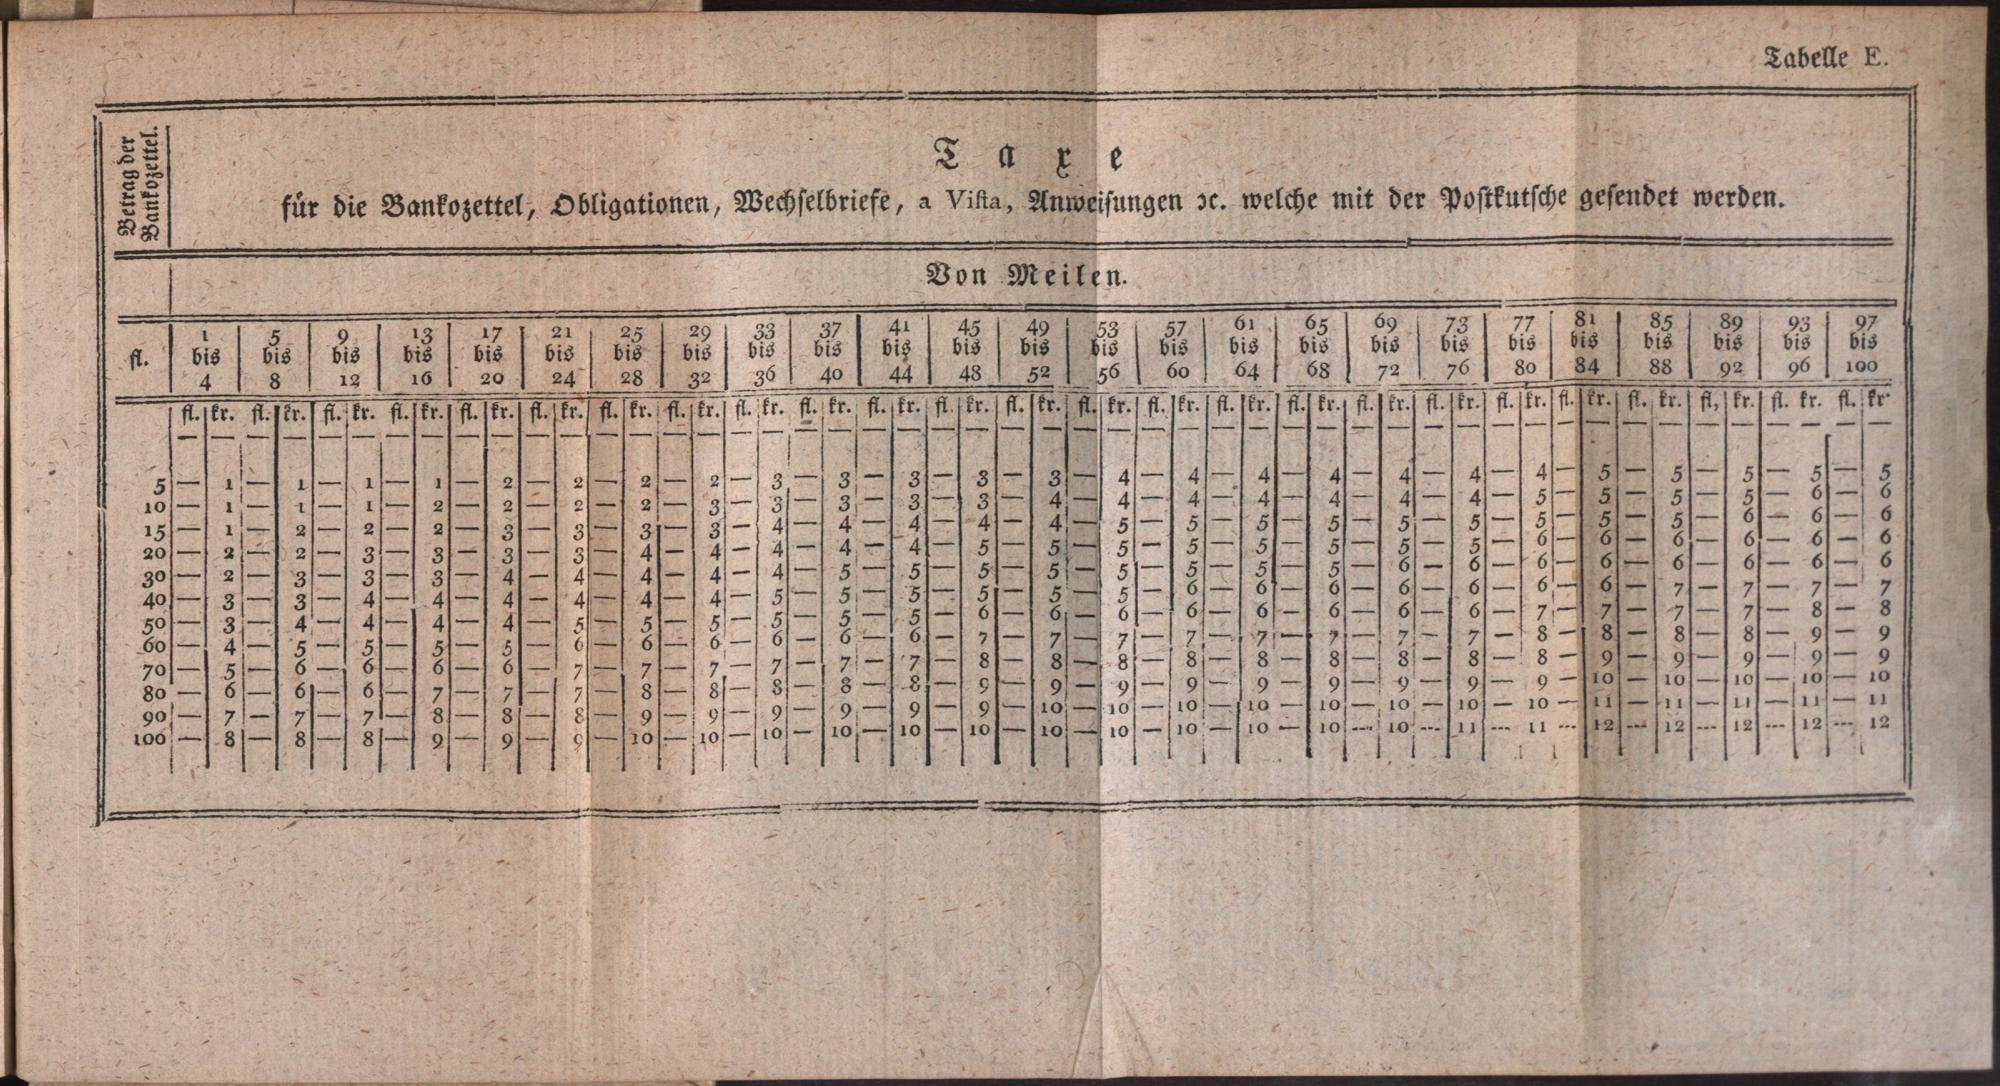 Tabelle E.
Betrag der
Bankozettel.
Taxe
für die Bankozettel, Obligationen, Wechselbriefe, a Vista, Anweisungen ꝛc. welche mit der Postkutsche gesendet werden.
Von Meilen.
1 5 9 13 17 21 25 29 33 37 41 45 49 53 57 61 65 69 73 77 81 85 89 93 97
fl. bis bis bis bis bis bis bis bis bis bis bis bis bis bis bis bis bis bis bis bis bis bis bis bis bis
4 8 12 16 20 24 28 32 36 40 44 48 52 56 60 64 68 72 76 80 84 88 92 96 100
fl. kr. fl. kr. fl. kr. fl. kr. fl. kr. fl. kr. fl. kr. fl. kr. fl. kr. fl. kr. fl. kr. fl. kr. fl. kr. fl. kr. fl. kr. fl. kr. fl. kr. fl. kr. fl. kr. fl. kr. fl. kr. fl. kr. fl, kr. fl. kr. fl. kr
5 — 1 — 1 — 1 — 1 — 2 — 2 — 2 — 2 — 3 — 3 — 3 — 3 — 3 — 4 — 4 — 4 — 4 — 4 — 4 — 4 — 5 — 5 — 5 — 5 — 5
10 — 1 — 1 — 1 — 2 — 2 — 2 — 2 — 3 — 3 — 3 — 3 — 3 — 4 — 4 — 4 — 4 — 4 — 4 — 4 — 5 — 5 — 5 — 5 — 6 — 6
15 — 1 — 2 — 2 — 2 — 3 — 3 — 3 — 3 — 4 — 4 — 4 — 4 — 4 — 5 — 5 — 5 — 5 — 5 — 5 — 5 — 5 — 5 — 6 — 6 — 6
20 — 2 — 2 — 3 — 3 — 3 — 3 — 4 — 4 — 4 — 4 — 4 — 5 — 5 — 5 — 5 — 5 — 5 — 5 — 5 — 6 — 6 — 6 — 6 — 6 — 6
30 — 2 — 3 — 3 — 3 — 4 — 4 — 4 — 4 — 4 — 5 — 5 — 5 — 5 — 5 — 5 — 5 — 5 — 6 — 6 — 6 — 6 — 6 — 6 — 6 — 6
40 — 3 — 3 — 4 — 4 — 4 — 4 — 4 — 4 — 5 — 5 — 5 — 5 — 5 — 5 — 6 — 6 — 6 — 6 — 6 — 6 — 6 — 7 — 7 — 7 — 7
50 — 3 — 4 — 4 — 4 — 4 — 5 — 5 — 5 — 5 — 5 — 5 — 6 — 6 — 6 — 6 — 6 — 6 — 6 — 6 — 7 — 7 — 7 — 7 — 8 — 8
60 — 4 — 5 — 5 — 5 — 5 — 6 — 6 — 6 — 6 — 6 — 6 — 7 — 7 — 7 — 7 — 7 — 7 — 7 — 7 — 8 — 8 — 8 — 8 — 9 — 9
70 — 5 — 6 — 6 — 6 — 6 — 7 — 7 — 7 — 7 — 7 — 7 — 8 — 8 — 8 — 8 — 8 — 8 — 8 — 8 — 8 — 9 — 9 — 9 — 9 — 9
80 — 6 — 6 — 6 — 7 — 7 — 7 — 8 — 8 — 8 — 8 — 8 — 9 — 9 — 9 — 9 — 9 — 9 — 9 — 9 — 9 — 10 — 10 — 10 — 10 — 10
90 — 7 — 7 — 7 — 8 — 8 — 8 — 9 — 9 — 9 — 9 — 9 — 9 — 10 — 10 — 10 — 10 — 10 — 10 — 10 — 10 — 11 — 11 — 11 — 11 — 11
100 — 8 — 8 — 8 — 9 — 9 — 9 — 10 — 10 — 10 — 10 — 10 — 10 — 10 — 10 — 10 — 10 — 10 — 10 — 11 — 11 — 12 — 12 — 12 — 12 — 12